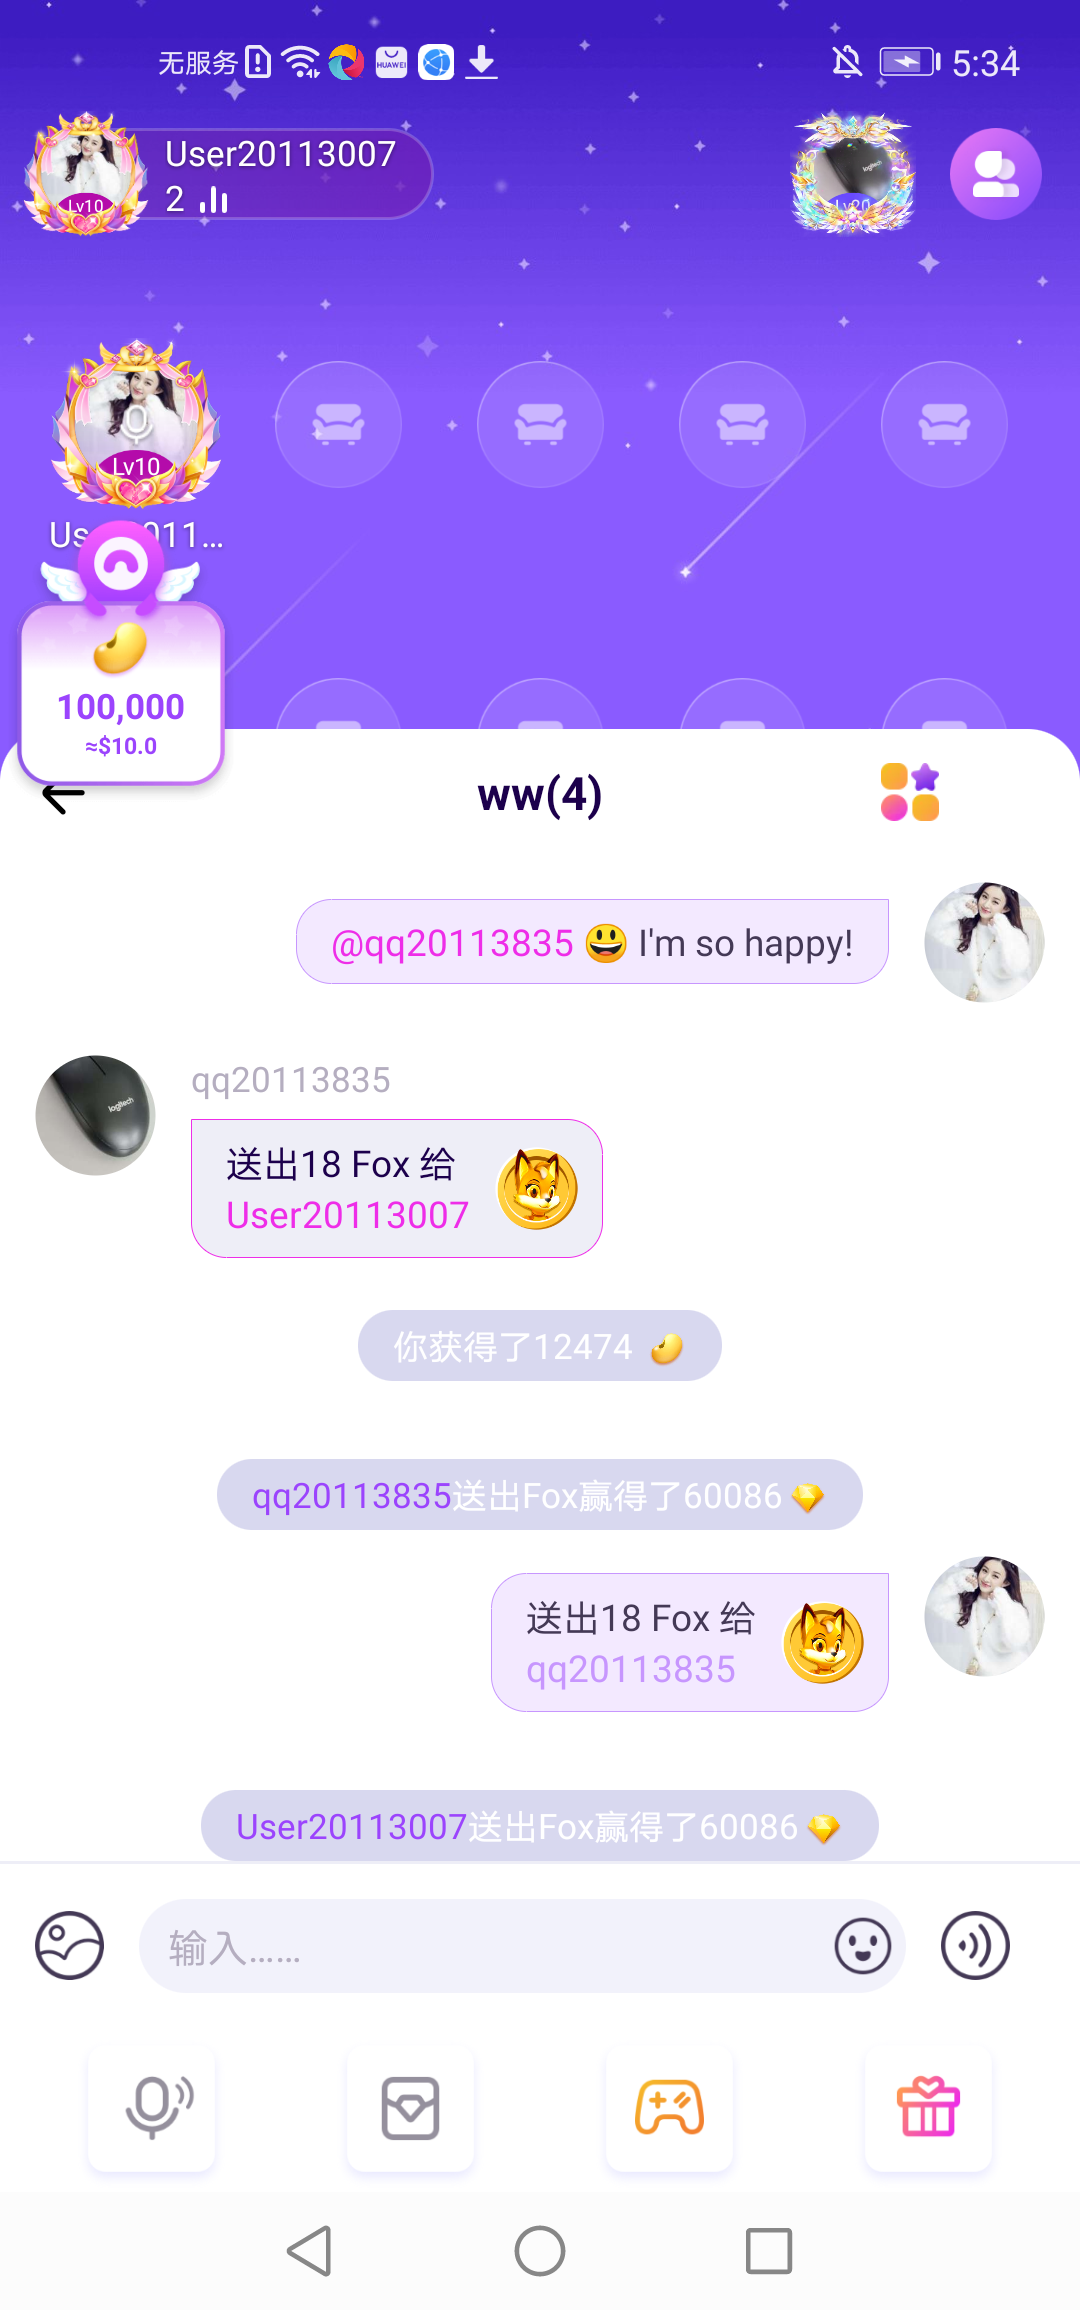 无服务
HUAWEI
5:34
User20113007
2
Lv10
logitech
Lv20
Lv10
100,000
≈$10.0
ww(4)
@qq20113835 😃 I'm so happy!
qq20113835
logitech
送出18 Fox 给
User20113007
你获得了12474
qq20113835送出Fox赢得了60086
送出18 Fox 给
qq20113835
User20113007送出Fox赢得了60086
输入......